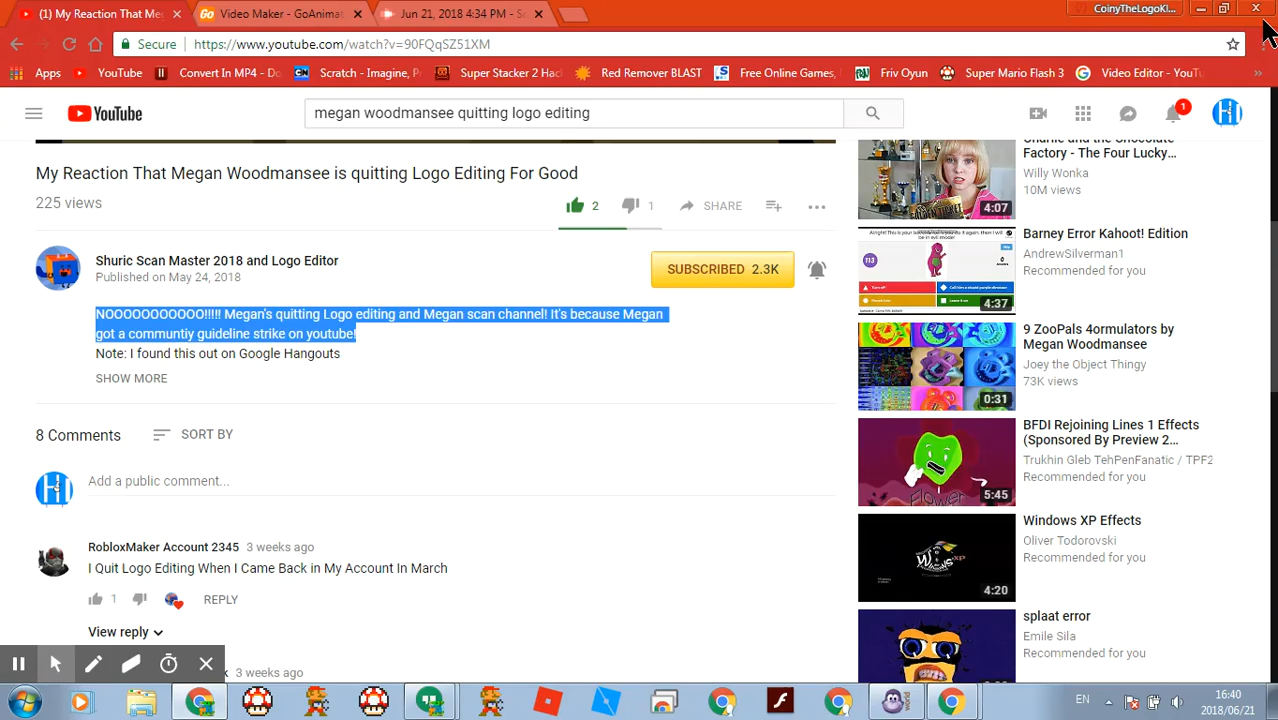 (1) My Reaction That Me
Video Maker - GoAnimat
Jun 21, 2018 4:34 PM - Sc
CoinyTheLogoKI...
Secure
https://www.youtube.com/watch?v=90FQqSZ51XM
Apps
YouTube
Convert In MP4 - Do
Scratch - Imagine, P
Super Stacker 2 Hac
Red Remover BLAST
Free Online Games,
Friv Oyun
Super Mario Flash 3
Video Editor - YouTu
YouTube
megan woodmansee quitting logo editing
1
My Reaction That Megan Woodmansee is quitting Logo Editing For Good
225 views
2
1
SHARE
Shuric Scan Master 2018 and Logo Editor
Published on May 24, 2018
SUBSCRIBED 2.3K
NOOOOOOOOOOO!!!!! Megan's quitting Logo editing and Megan scan channel! It's because Megan
got a communtiy guideline strike on youtube!
Note: I found this out on Google Hangouts
SHOW MORE
8 Comments
SORT BY
Add a public comment...
RobloxMaker Account 2345 3 weeks ago
I Quit Logo Editing When I Came Back in My Account In March
1
REPLY
View reply
k 3 weeks ago
Charlie and the Chocolate
Factory - The Four Lucky...
Willy Wonka
10M views
4:07
Barney Error Kahoot! Edition
AndrewSilverman1
Recommended for you
113
4:37
9 ZooPals 4ormulators by
Megan Woodmansee
Joey the Object Thingy
73K views
0:31
BFDI Rejoining Lines 1 Effects
(Sponsored By Preview 2...
Trukhin Gleb TehPenFanatic / TPF2
Recommended for you
Flower
5:45
Windows XP Effects
Oliver Todorovski
Recommended for you
4:20
splaat error
Emile Sila
Recommended for you
EN
16:40
2018/06/21